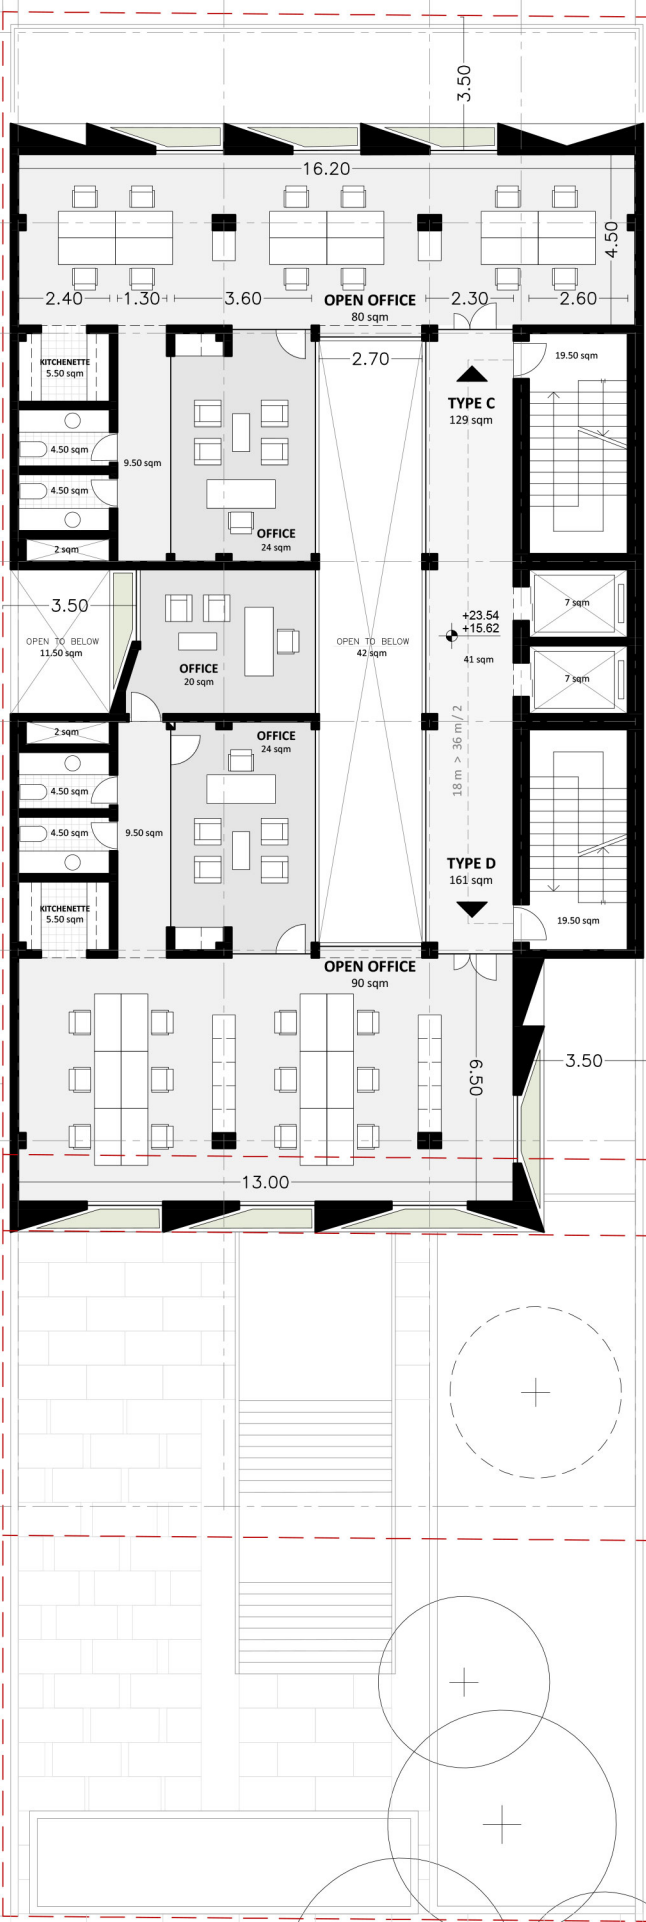 3.50
16.20
4.50
2.40
1.30
3.60
OPEN OFFICE
80 sqm
2.30
2.60
KITCHENETTE
5.50 sqm
2.70
19.50 sqm
TYPE C
129 sqm
4.50 sqm
9.50 sqm
4.50 sqm
OFFICE
24 sqm
2 sqm
3.50
7 sqm
+23.54
+15.62
OPEN TO BELOW
11.50 sqm
OFFICE
20 sqm
OPEN TO BELOW
42 sqm
41 sqm
7 sqm
2 sqm
OFFICE
24 sqm
18 m > 36 m / 2
4.50 sqm
4.50 sqm
9.50 sqm
TYPE D
161 sqm
KITCHENETTE
5.50 sqm
19.50 sqm
OPEN OFFICE
90 sqm
6.50
3.50
13.00